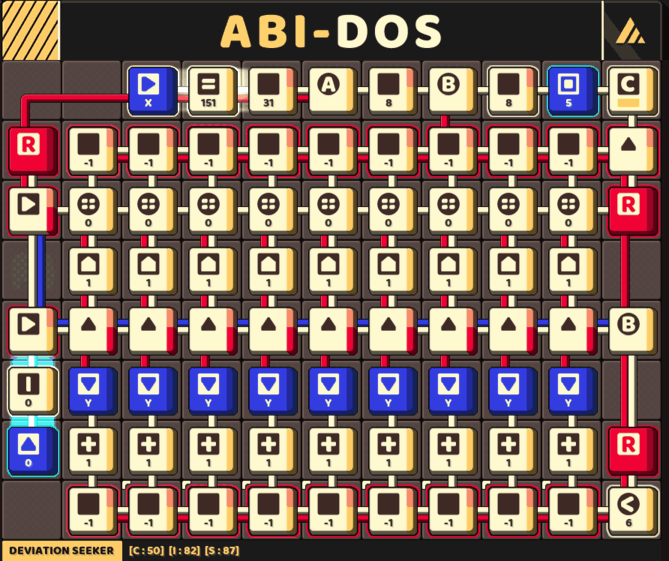 ABI-DOS
X 151 31 A 8 B 8 5 C
R -1 -1 -1 -1 -1 -1 -1 -1 -1
0 0 0 0 0 0 0 0 0 R
1 1 1 1 1 1 1 1 1
B
0 Y Y Y Y Y Y Y Y Y
0 1 1 1 1 1 1 1 1 1 R
-1 -1 -1 -1 -1 -1 -1 -1 -1 6
DEVIATION SEEKER [C:50] [I:82] [S:87]